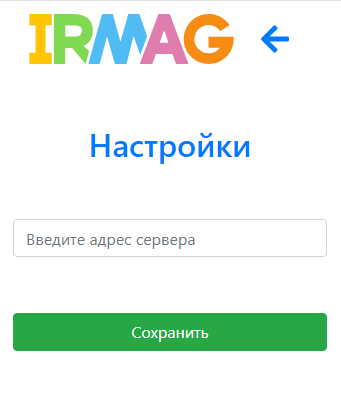 IRMAG
Настройки
Введите адрес сервера
Сохранить